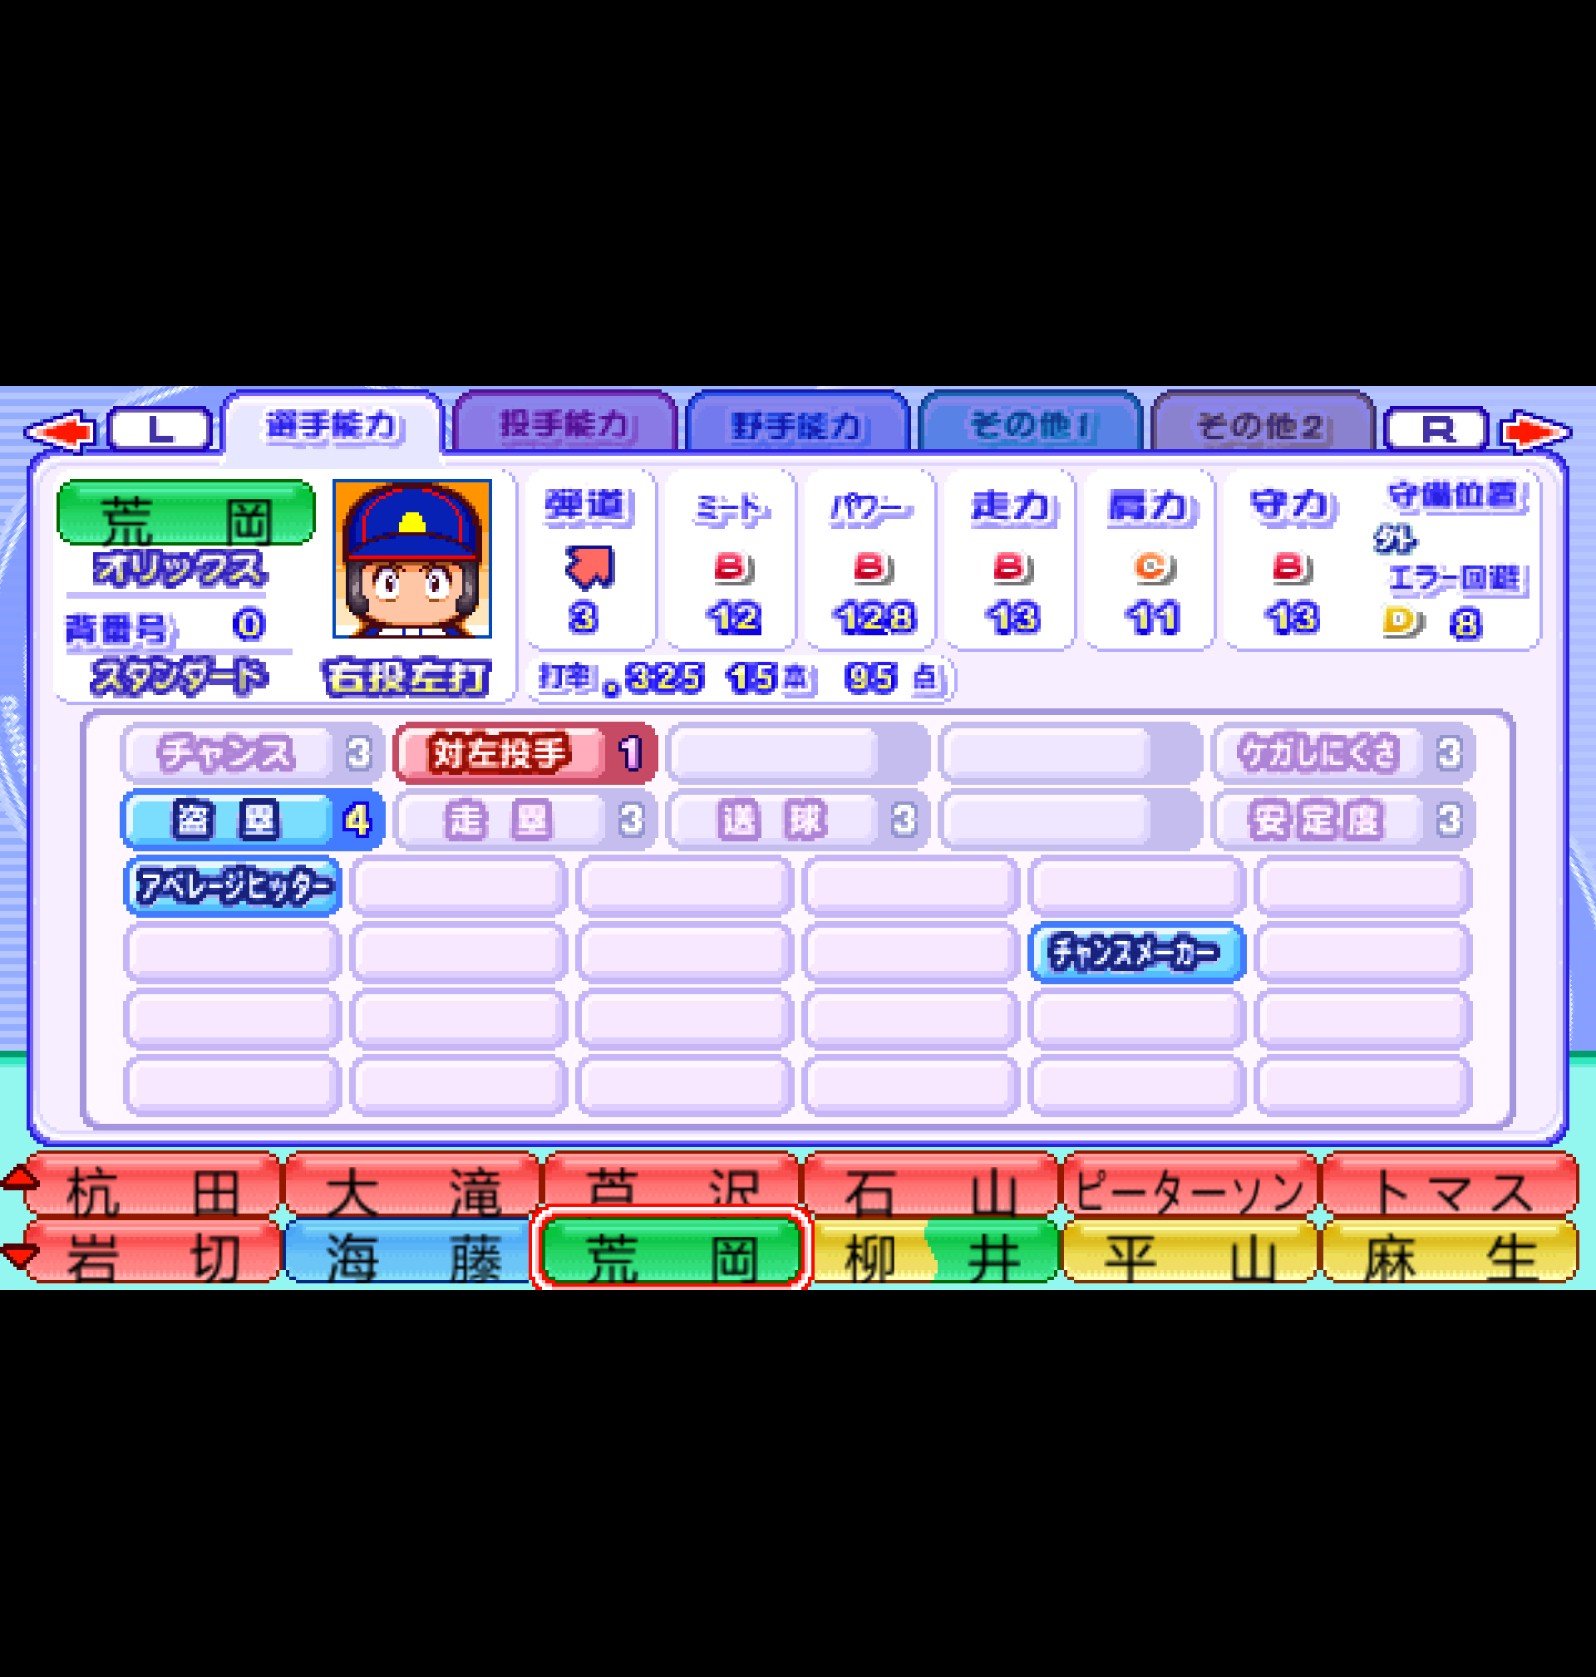 L 選手能力 投手能力 野手能力 その他1 その他2 R
荒岡
オリックス
背番号 0
スタンダード 右投左打
弾道 ミート パワー 走力 肩力 守力 守備位置
外
B B B C B エラー回避
3 12 128 13 11 13 D 8
打率.325 15本 95点
チャンス 3 対左投手 1 ケガしにくさ 3
盗塁 4 走塁 3 送球 3 安定度 3
アベレージヒッター
チャンスメーカー
杭田 大滝 芦沢 石山 ピーターソン トマス
岩切 海藤 荒岡 柳井 平山 麻生